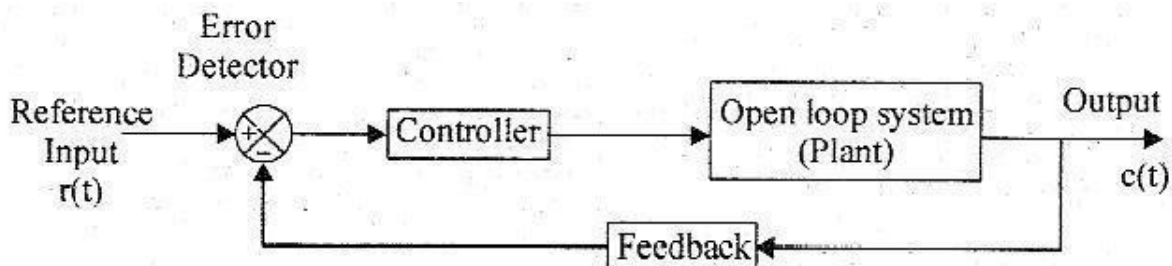 Error
Detector
Reference
Input
r(t)
+
−
Controller
Open loop system
(Plant)
Output
c(t)
Feedback